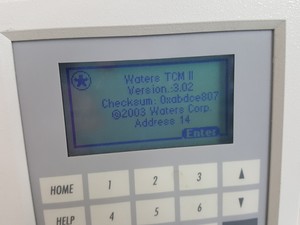 Waters TCM II
Version :3.02
Checksum: 0xabdce807
©2003 Waters Corp.
Address 14
Enter
HOME 1 2 3 ▲
HELP 4 5 6 ▼